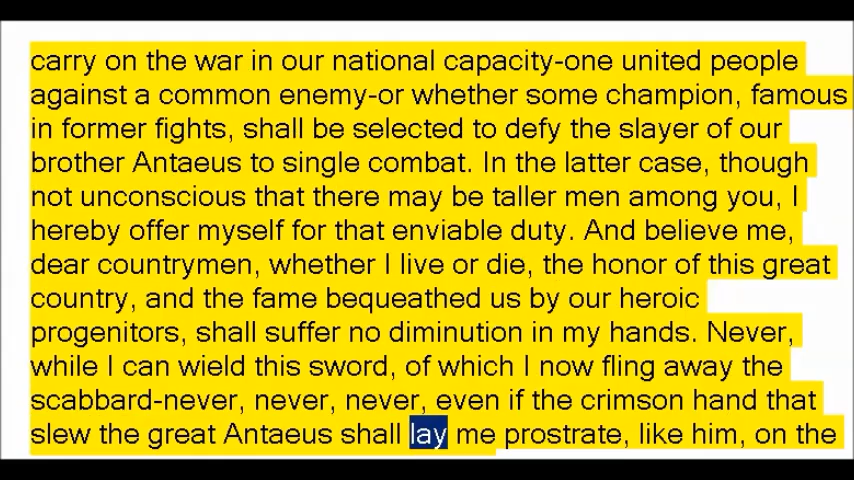 carry on the war in our national capacity-one united people
against a common enemy-or whether some champion, famous
in former fights, shall be selected to defy the slayer of our
brother Antaeus to single combat. In the latter case, though
not unconscious that there may be taller men among you, I
hereby offer myself for that enviable duty. And believe me,
dear countrymen, whether I live or die, the honor of this great
country, and the fame bequeathed us by our heroic
progenitors, shall suffer no diminution in my hands. Never,
while I can wield this sword, of which I now fling away the
scabbard-never, never, never, even if the crimson hand that
slew the great Antaeus shall lay me prostrate, like him, on the